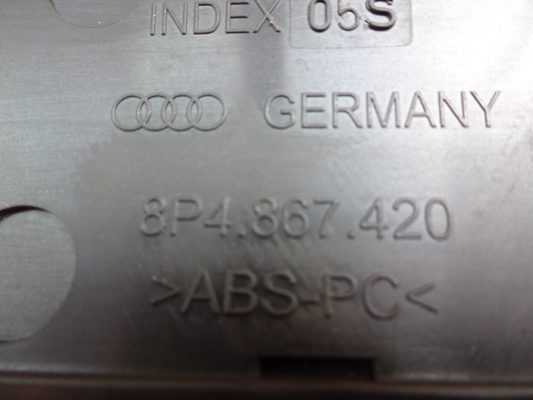 INDEX 05S
GERMANY
8P4.867.420
>ABS-PC<